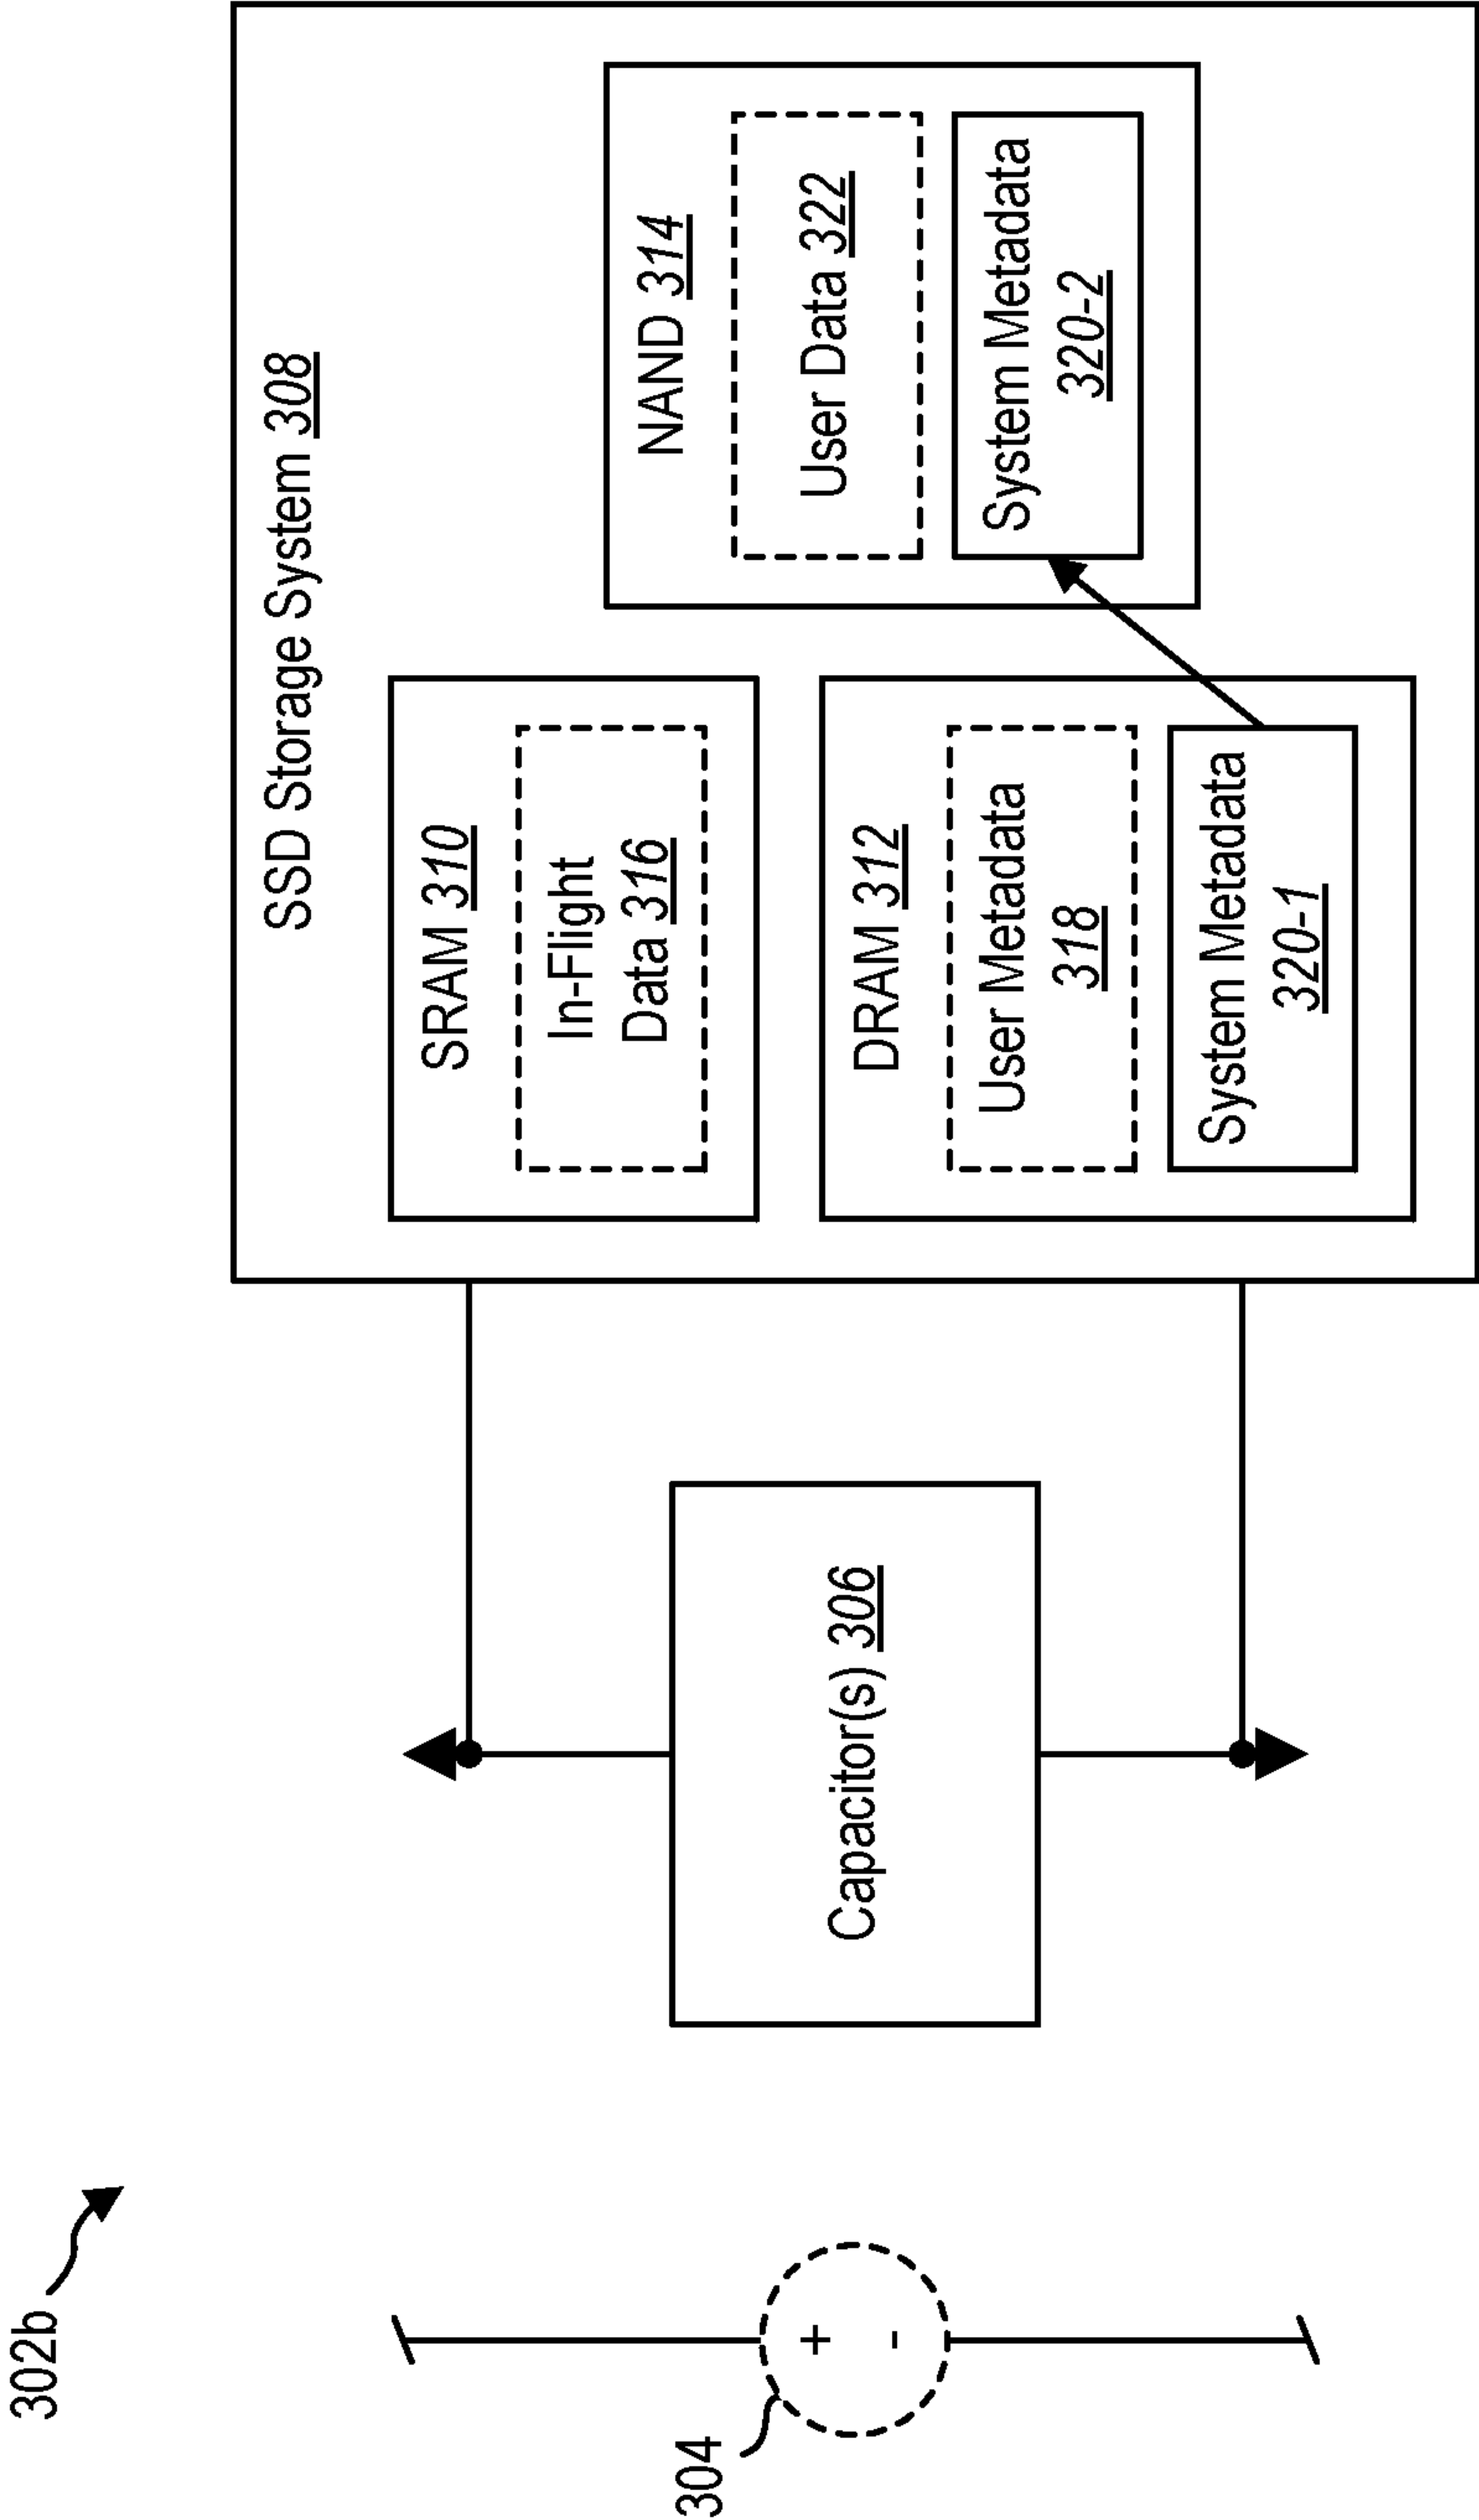 302b
304
+
-
Capacitor(s) 306
SSD Storage System 308
SRAM 310
In-Flight
Data 316
DRAM 312
User Metadata
318
System Metadata
320-1
NAND 314
User Data 322
System Metadata
320-2